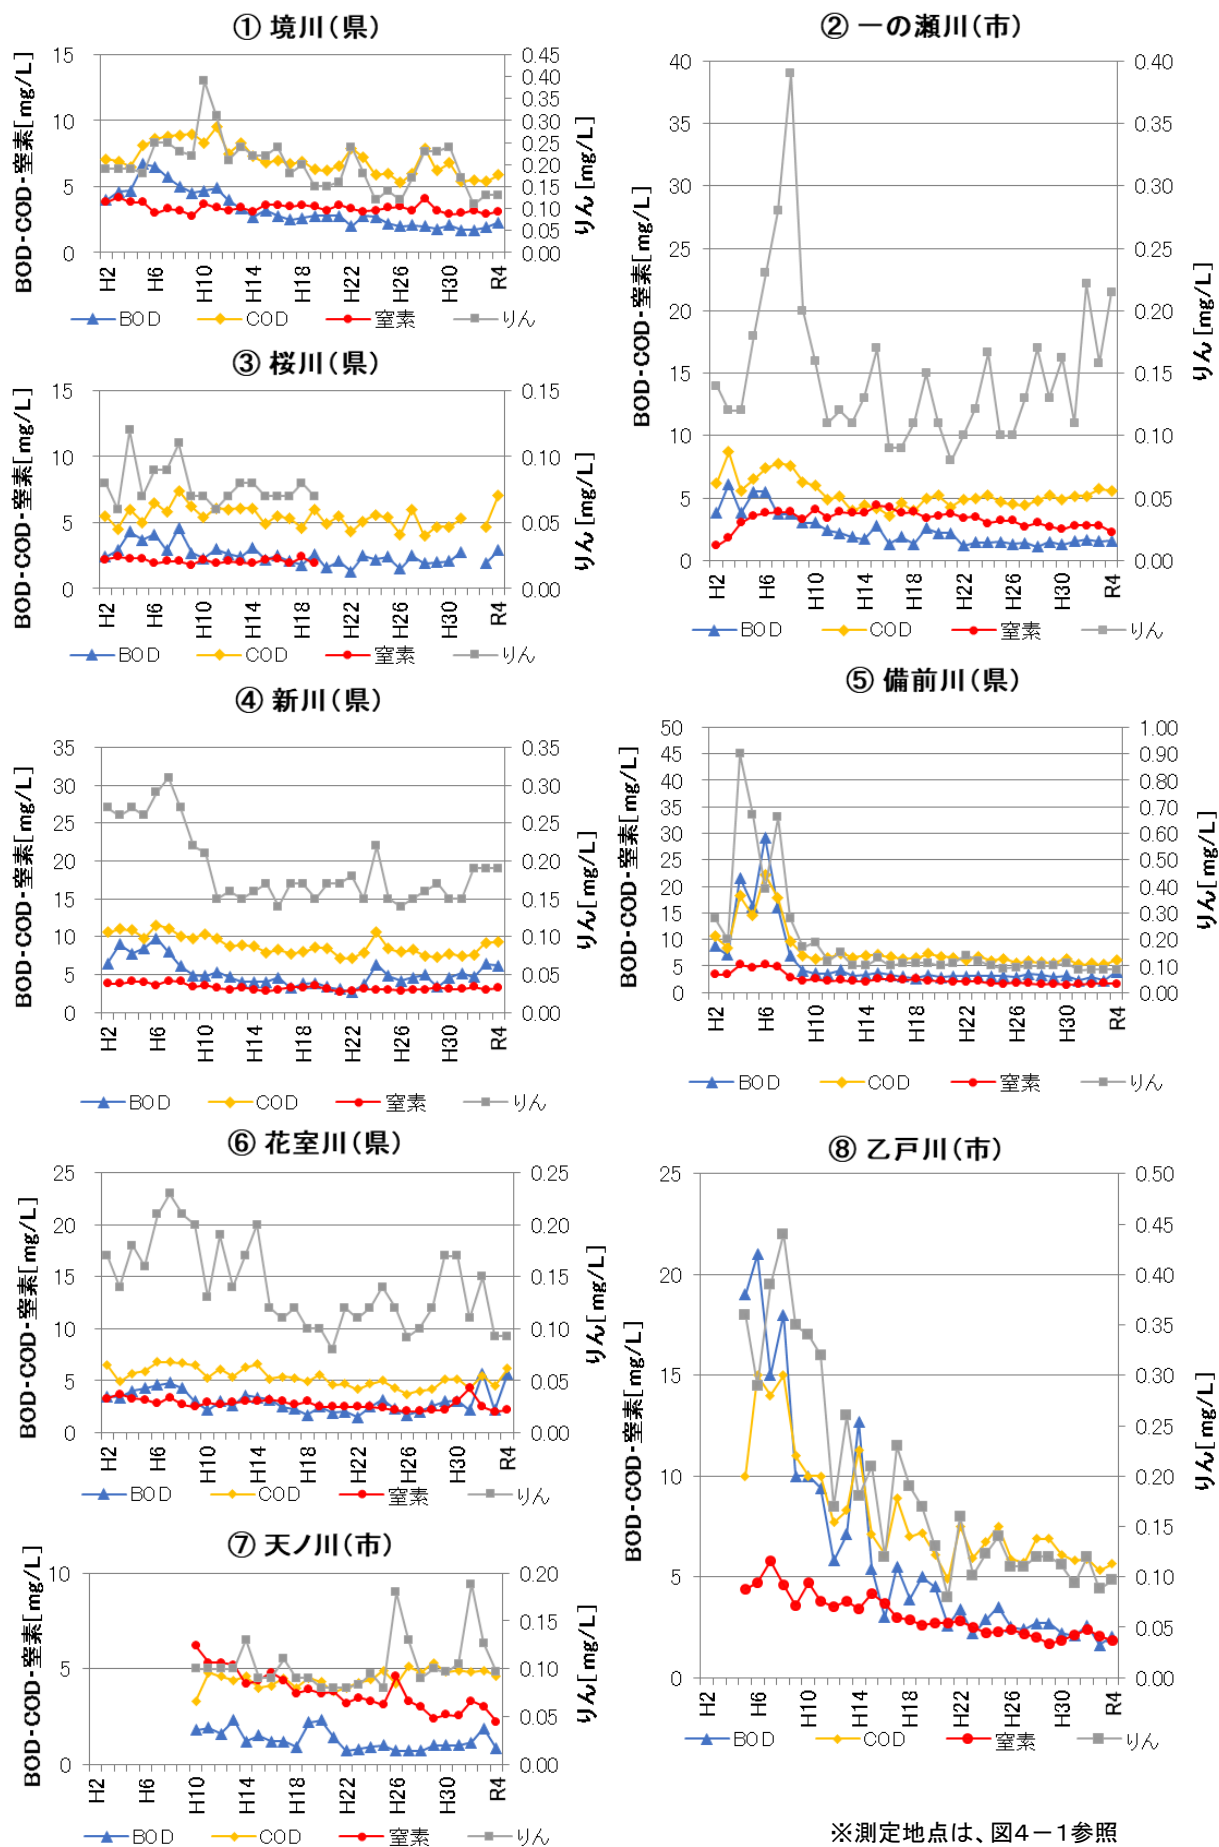 ① 境川（県）
BOD・COD・窒素[mg/L]
15
10
5
0
0.45
0.40
0.35
0.30
0.25
0.20
0.15
0.10
0.05
0.00
りん[mg/L]
H2
H6
H10
H14
H18
H22
H26
H30
R4
BOD COD 窒素 りん
② 一の瀬川（市）
BOD・COD・窒素[mg/L]
40
35
30
25
20
15
10
5
0
0.40
0.35
0.30
0.25
0.20
0.15
0.10
0.05
0.00
りん[mg/L]
H2
H6
H10
H14
H18
H22
H26
H30
R4
BOD COD 窒素 りん
③ 桜川（県）
BOD・COD・窒素[mg/L]
15
10
5
0
0.15
0.10
0.05
0.00
りん[mg/L]
H2
H6
H10
H14
H18
H22
H26
H30
R4
BOD COD 窒素 りん
④ 新川（県）
BOD・COD・窒素[mg/L]
35
30
25
20
15
10
5
0
0.35
0.30
0.25
0.20
0.15
0.10
0.05
0.00
りん[mg/L]
H2
H6
H10
H14
H18
H22
H26
H30
R4
BOD COD 窒素 りん
⑤ 備前川（県）
BOD・COD・窒素[mg/L]
50
45
40
35
30
25
20
15
10
5
0
1.00
0.90
0.80
0.70
0.60
0.50
0.40
0.30
0.20
0.10
0.00
りん[mg/L]
H2
H6
H10
H14
H18
H22
H26
H30
R4
BOD COD 窒素 りん
⑥ 花室川（県）
BOD・COD・窒素[mg/L]
25
20
15
10
5
0
0.25
0.20
0.15
0.10
0.05
0.00
りん[mg/L]
H2
H6
H10
H14
H18
H22
H26
H30
R4
BOD COD 窒素 りん
⑦ 天ノ川（市）
BOD・COD・窒素[mg/L]
10
5
0
0.20
0.15
0.10
0.05
0.00
りん[mg/L]
H2
H6
H10
H14
H18
H22
H26
H30
R4
BOD COD 窒素 りん
⑧ 乙戸川（市）
BOD・COD・窒素[mg/L]
25
20
15
10
5
0
0.50
0.45
0.40
0.35
0.30
0.25
0.20
0.15
0.10
0.05
0.00
りん[mg/L]
H2
H6
H10
H14
H18
H22
H26
H30
R4
BOD COD 窒素 りん
※測定地点は、図４－１参照